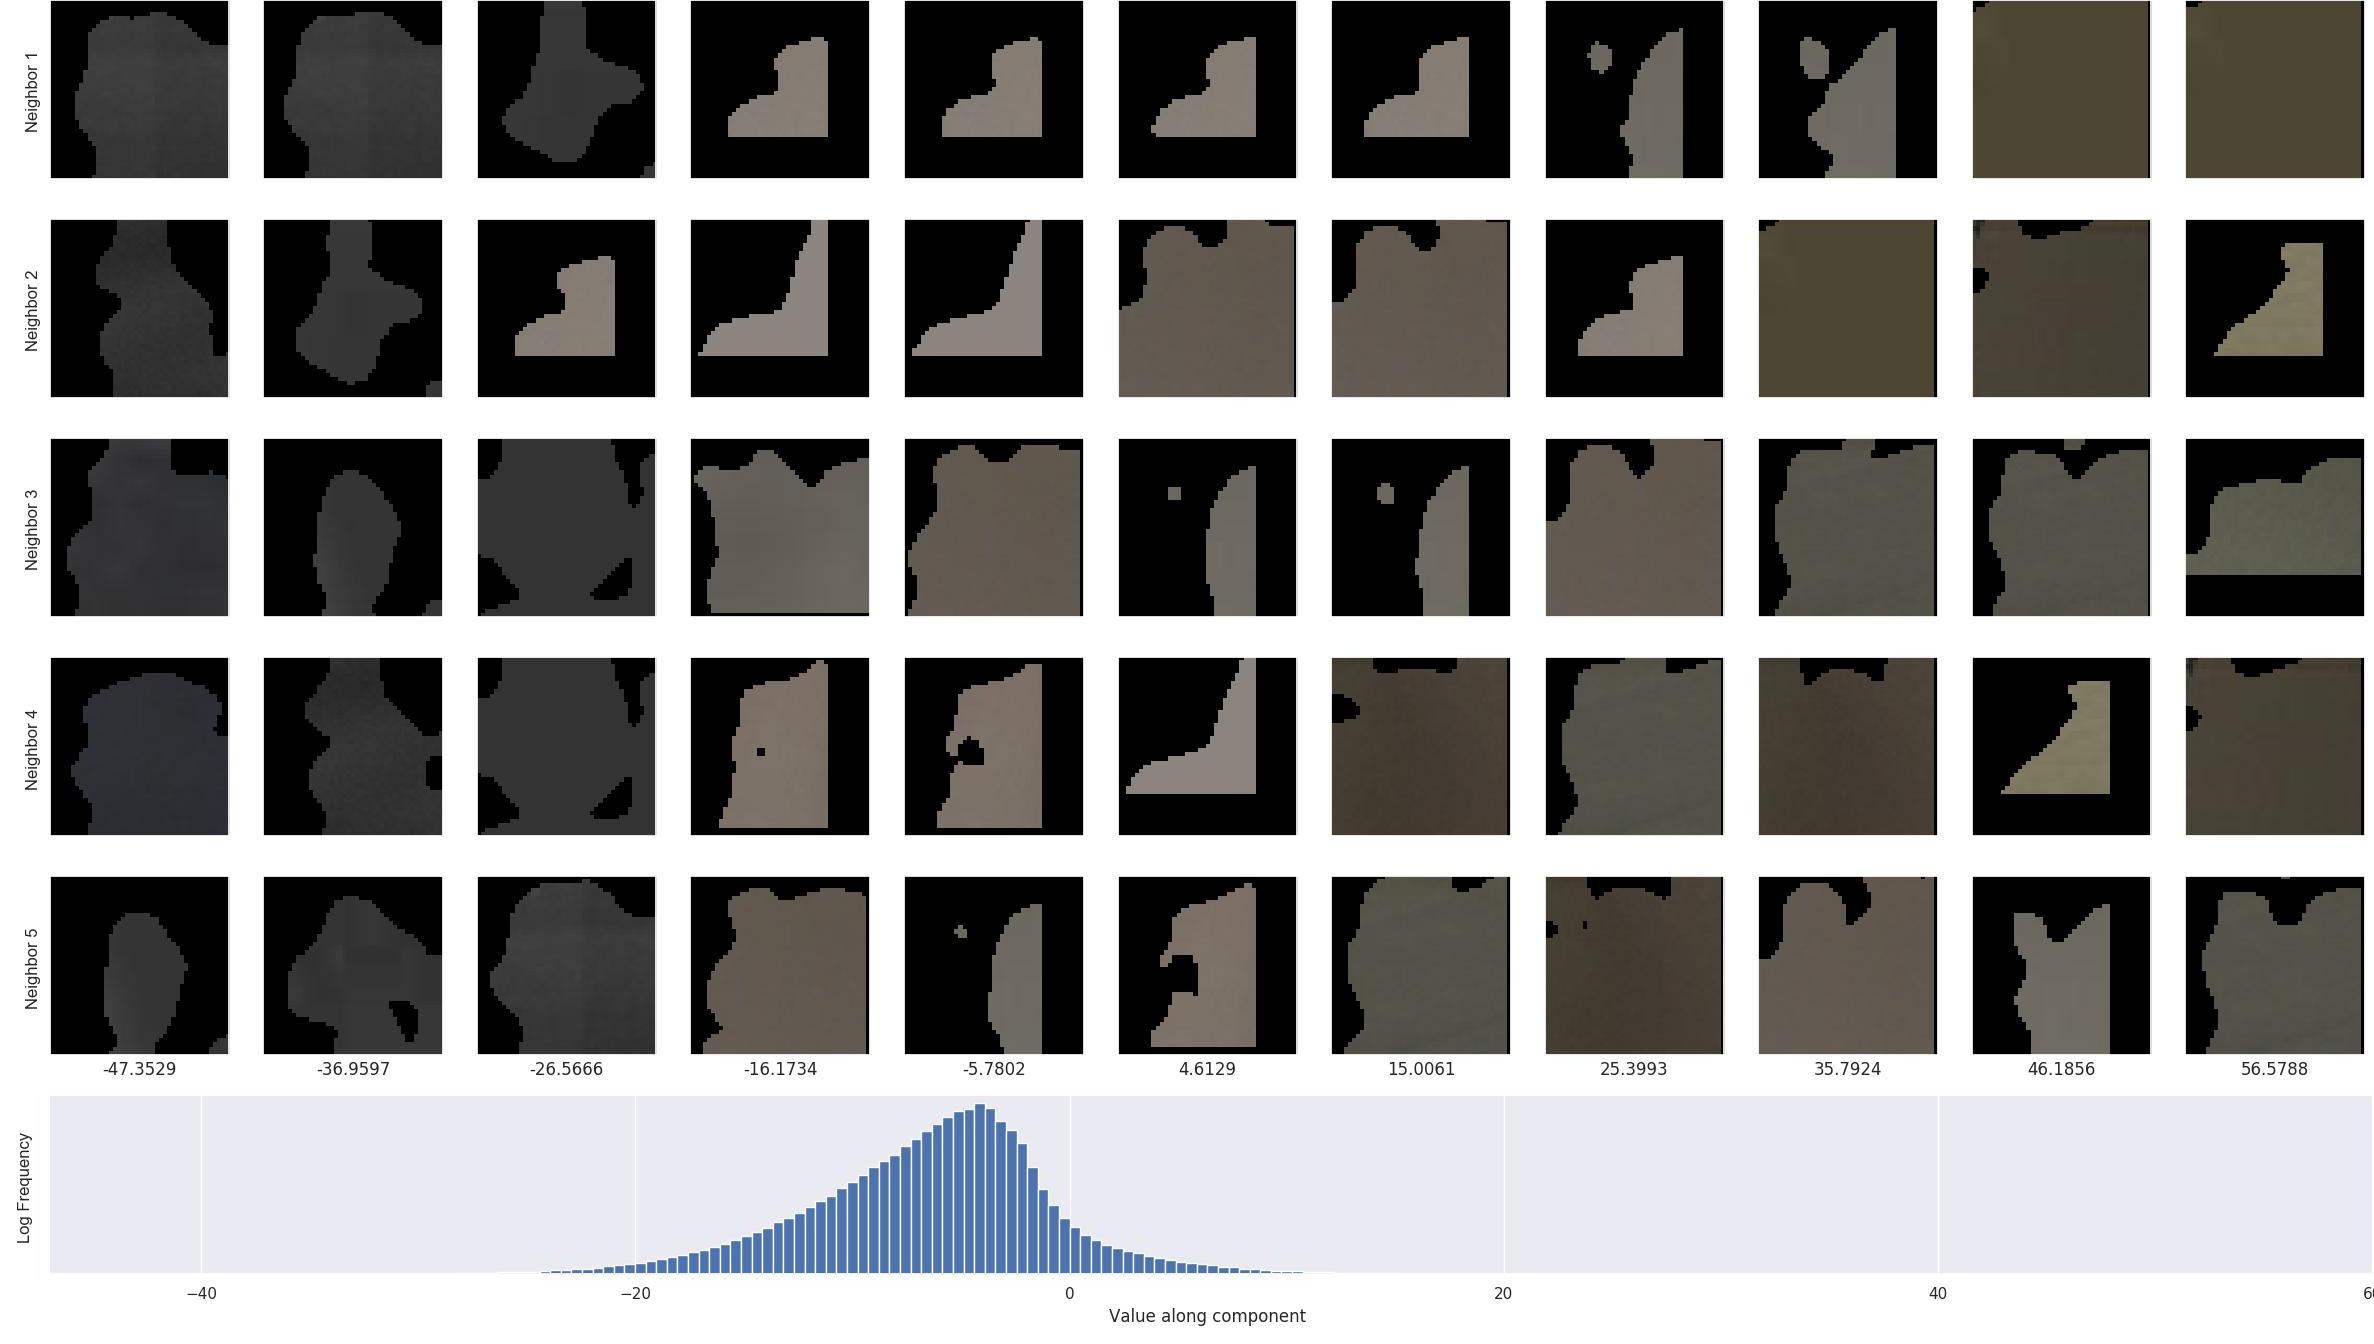 Neighbor 1
Neighbor 2
Neighbor 3
Neighbor 4
Neighbor 5
-47.3529 -36.9597 -26.5666 -16.1734 -5.7802 4.6129 15.0061 25.3993 35.7924 46.1856 56.5788
Log Frequency
−40 −20 0 20 40
Value along component